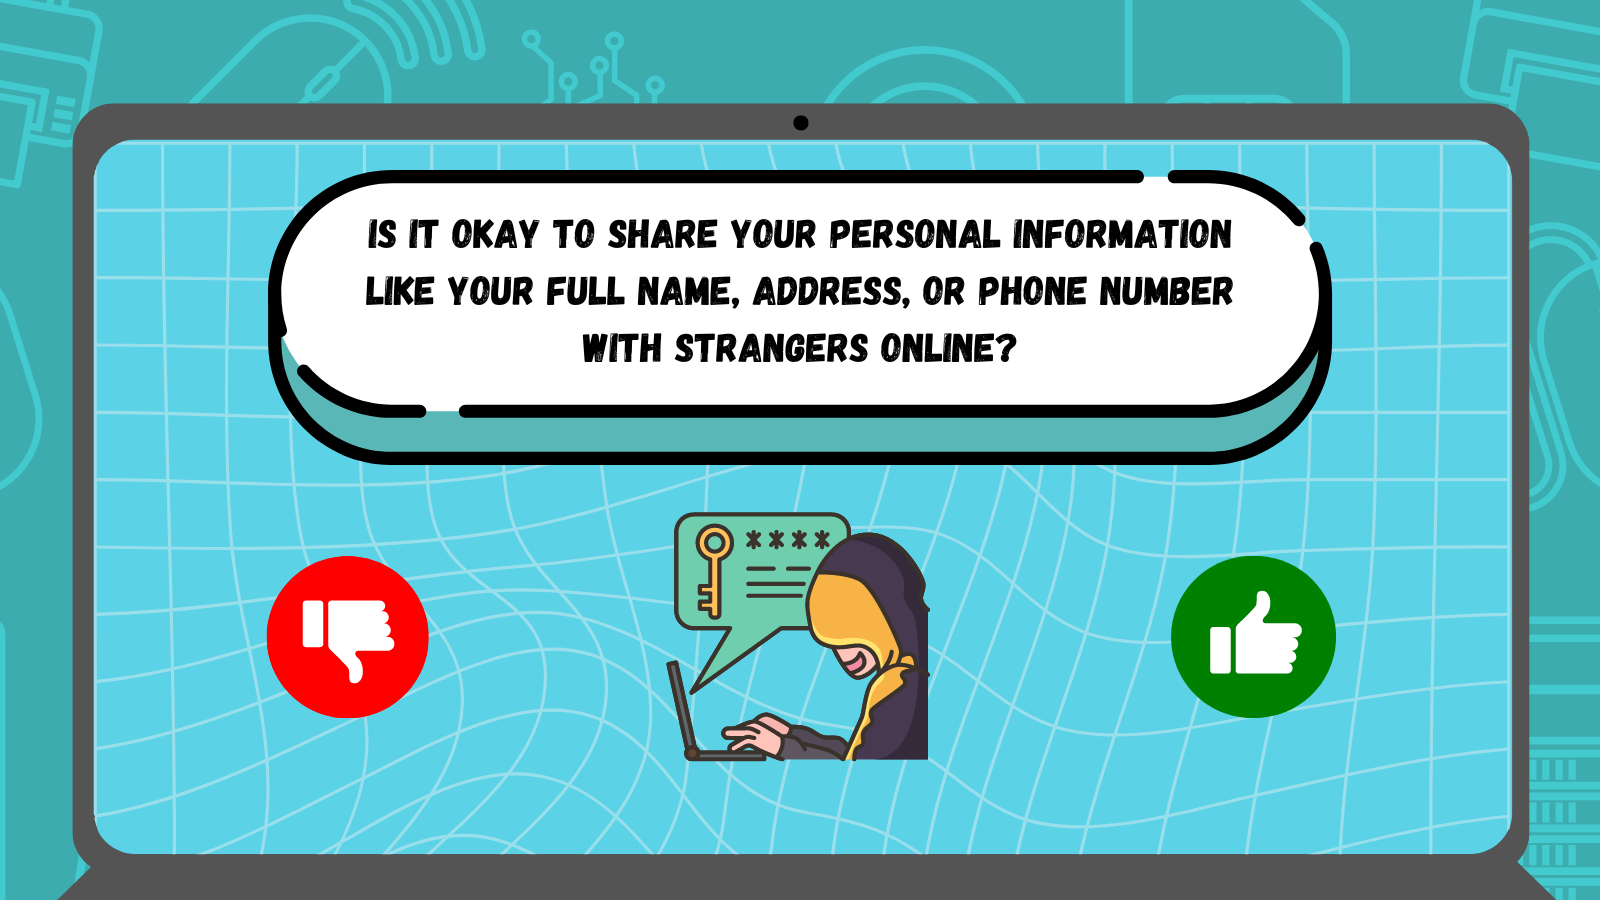 IS IT OKAY TO SHARE YOUR PERSONAL INFORMATION
LIKE YOUR FULL NAME, ADDRESS, OR PHONE NUMBER
WITH STRANGERS ONLINE?
****